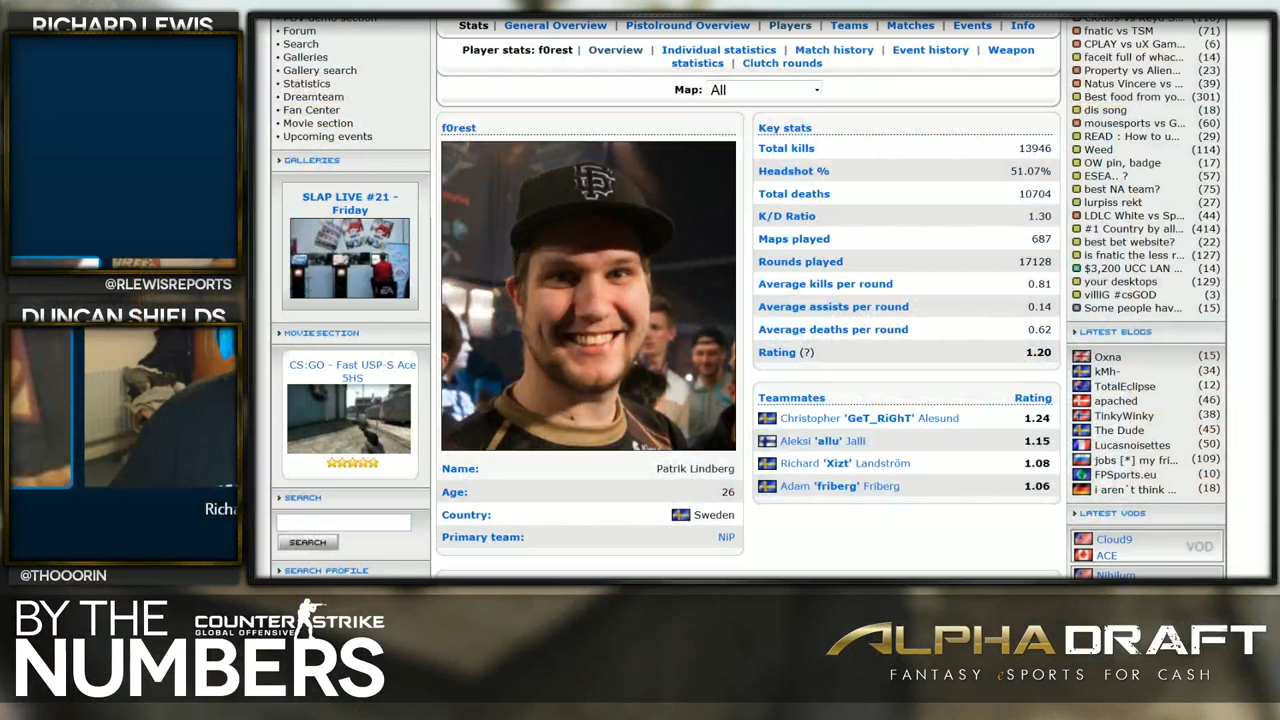 RICHARD LEWIS
@RLEWISREPORTS
DUNCAN SHIELDS
Richa
@THOOORIN
• Forum
• Search
• Galleries
• Gallery search
• Statistics
• Dreamteam
• Fan Center
• Movie section
• Upcoming events
GALLERIES
SLAP LIVE #21 -
Friday
MOVIE SECTION
CS:GO - Fast USP-S Ace
5HS
SEARCH
SEARCH
SEARCH PROFILE
Stats | General Overview | Pistolround Overview | Players | Teams | Matches | Events | Info
Player stats: f0rest | Overview | Individual statistics | Match history | Event history | Weapon
statistics | Clutch rounds
Map: All
f0rest
Name: Patrik Lindberg
Age: 26
Country: Sweden
Primary team: NiP
Key stats
Total kills 13946
Headshot % 51.07%
Total deaths 10704
K/D Ratio 1.30
Maps played 687
Rounds played 17128
Average kills per round 0.81
Average assists per round 0.14
Average deaths per round 0.62
Rating (?) 1.20
Teammates Rating
Christopher 'GeT_RiGhT' Alesund 1.24
Aleksi 'allu' Jalli 1.15
Richard 'Xizt' Landström 1.08
Adam 'friberg' Friberg 1.06
fnatic vs TSM (71)
CPLAY vs uX Gam... (6)
faceit full of whac... (14)
Property vs Alien... (23)
Natus Vincere vs ... (39)
Best food from yo... (301)
dis song (18)
mousesports vs G... (60)
READ : How to u... (29)
Weed (114)
OW pin, badge (17)
ESEA.. ? (57)
best NA team? (75)
lurpiss rekt (27)
LDLC White vs Sp... (44)
#1 Country by all... (414)
best bet website? (22)
is fnatic the less r... (127)
$3,200 UCC LAN ... (14)
your desktops (129)
villiG #csGOD (3)
Some people hav... (15)
LATEST BLOGS
Oxna (15)
kMh- (34)
TotalEclipse (12)
apached (46)
TinkyWinky (38)
The Dude (45)
Lucasnoisettes (50)
jobs [*] my fri... (109)
FPSports.eu (10)
i aren`t think ... (18)
LATEST VODS
Cloud9
ACE
VOD
Nihilum
BY THE
NUMBERS
COUNTER STRIKE
GLOBAL OFFENSIVE
ALPHADRAFT
FANTASY eSPORTS FOR CASH